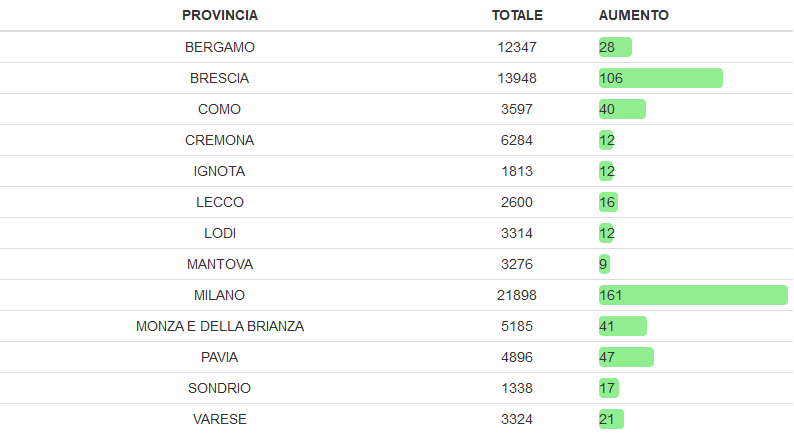 PROVINCIA TOTALE AUMENTO
BERGAMO 12347 28
BRESCIA 13948 106
COMO 3597 40
CREMONA 6284 12
IGNOTA 1813 12
LECCO 2600 16
LODI 3314 12
MANTOVA 3276 9
MILANO 21898 161
MONZA E DELLA BRIANZA 5185 41
PAVIA 4896 47
SONDRIO 1338 17
VARESE 3324 21